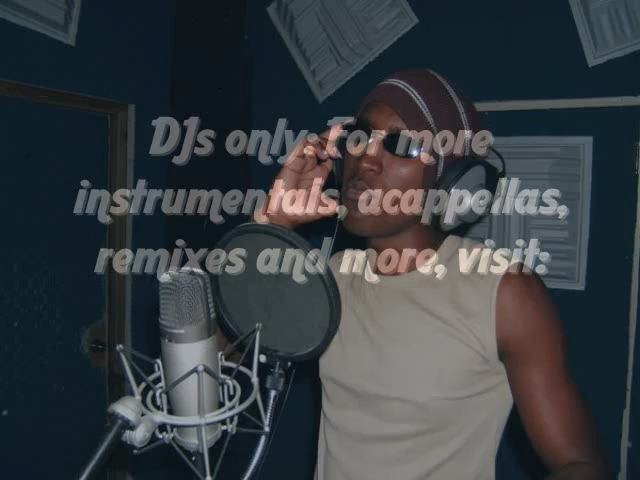 DJs only: For more
instrumentals, acappellas,
remixes and more, visit: